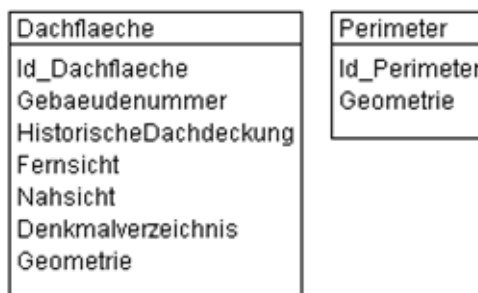 Dachflaeche
Id_Dachflaeche
Gebaeudenummer
HistorischeDachdeckung
Fernsicht
Nahsicht
Denkmalverzeichnis
Geometrie
Perimeter
Id_Perimeter
Geometrie